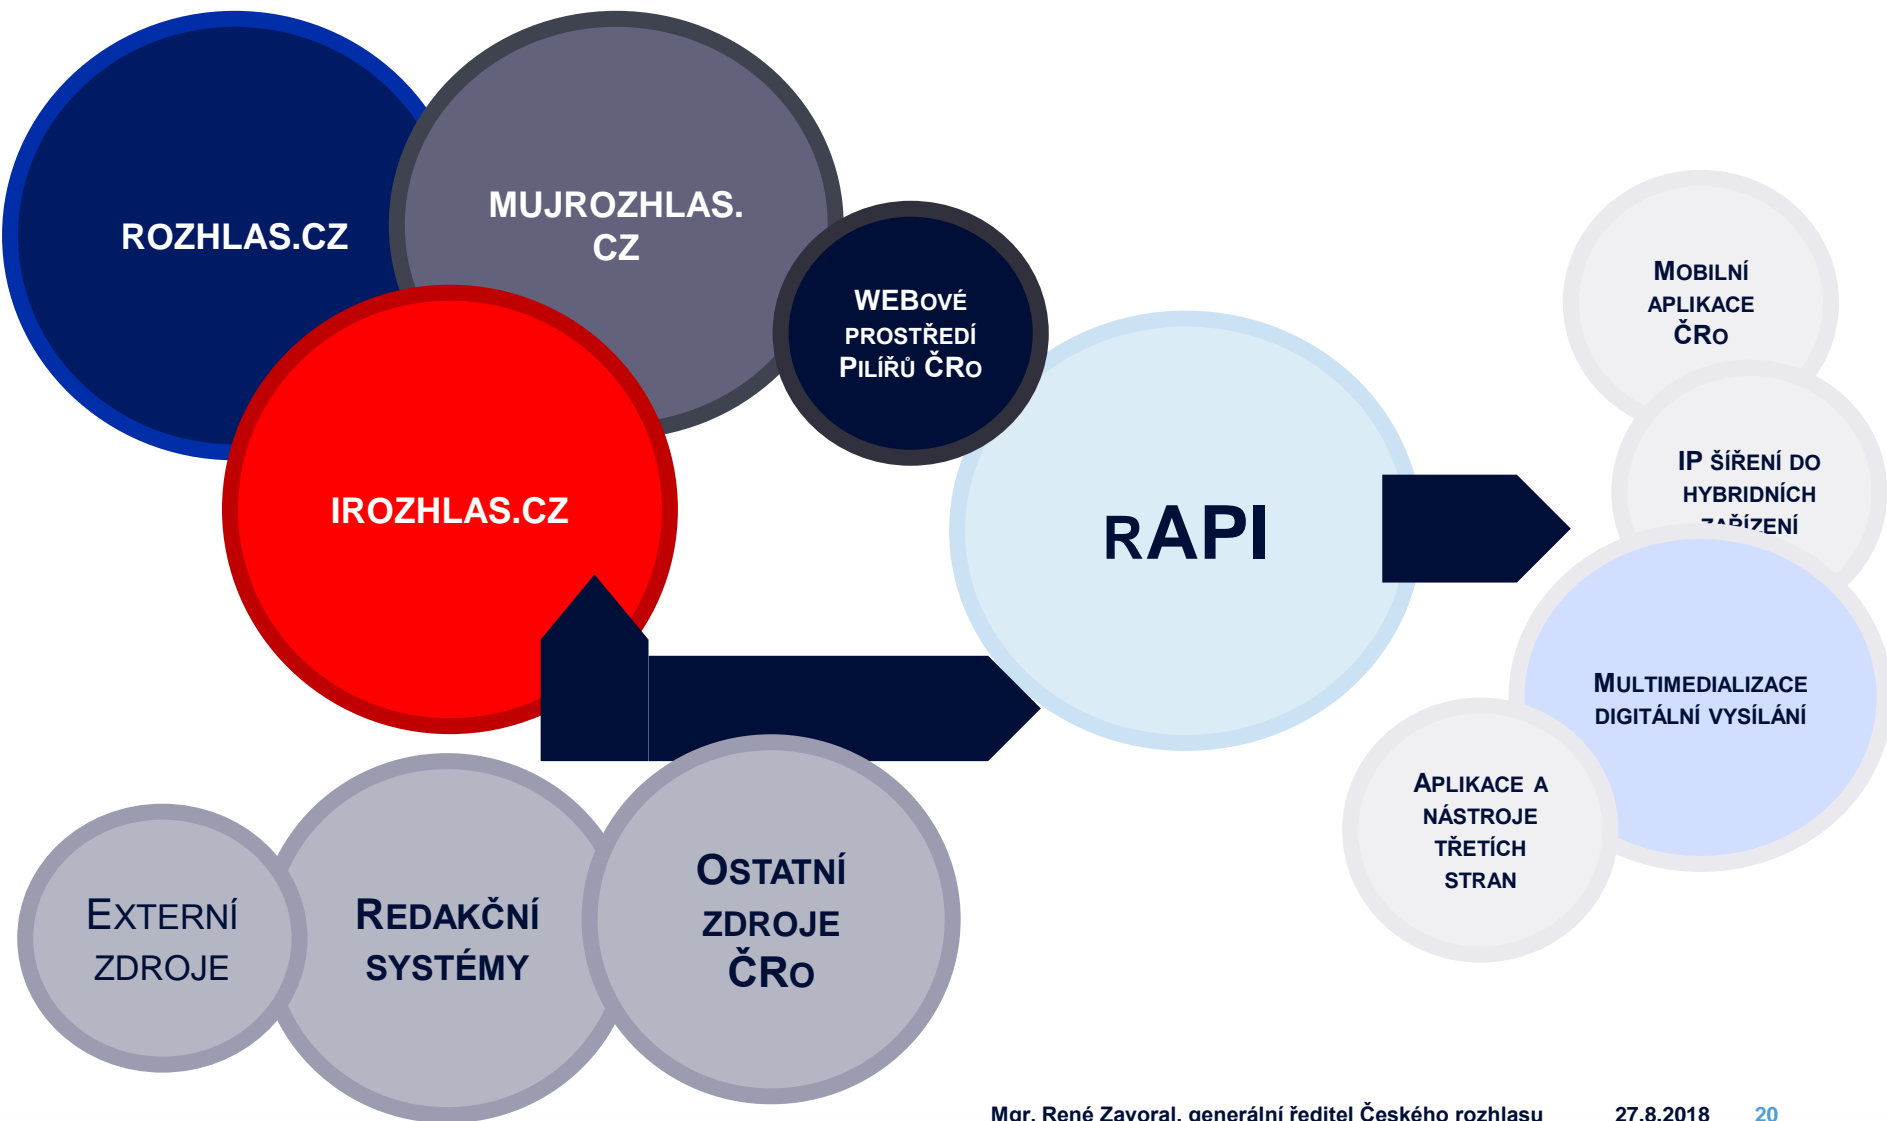 ROZHLAS.CZ
MUJROZHLAS.
CZ
WEBOVÉ
PROSTŘEDÍ
PILÍŘŮ ČRO
IROZHLAS.CZ
RAPI
MOBILNÍ
APLIKACE
ČRO
IP ŠÍŘENÍ DO
HYBRIDNÍCH
ZAŘÍZENÍ
MULTIMEDIALIZACE
DIGITÁLNÍ VYSÍLÁNÍ
APLIKACE A
NÁSTROJE
TŘETÍCH
STRAN
EXTERNÍ
ZDROJE
REDAKČNÍ
SYSTÉMY
OSTATNÍ
ZDROJE
ČRO
Mgr. René Zavoral, generální ředitel Českého rozhlasu 27.8.2018 20